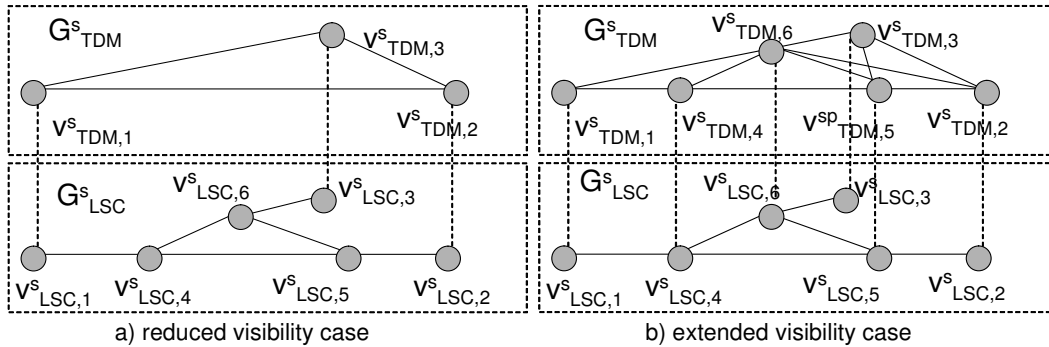 G^s_TDM
v^s_TDM,3
v^s_TDM,1
v^s_TDM,2
G^s_LSC
v^s_LSC,6
v^s_LSC,3
v^s_LSC,1
v^s_LSC,4
v^s_LSC,5
v^s_LSC,2
a) reduced visibility case
G^s_TDM
v^s_TDM,6
v^s_TDM,3
v^s_TDM,1
v^s_TDM,4
v^sp_TDM,5
v^s_TDM,2
G^s_LSC
v^s_LSC,6
v^s_LSC,3
v^s_LSC,1
v^s_LSC,4
v^s_LSC,5
v^s_LSC,2
b) extended visibility case